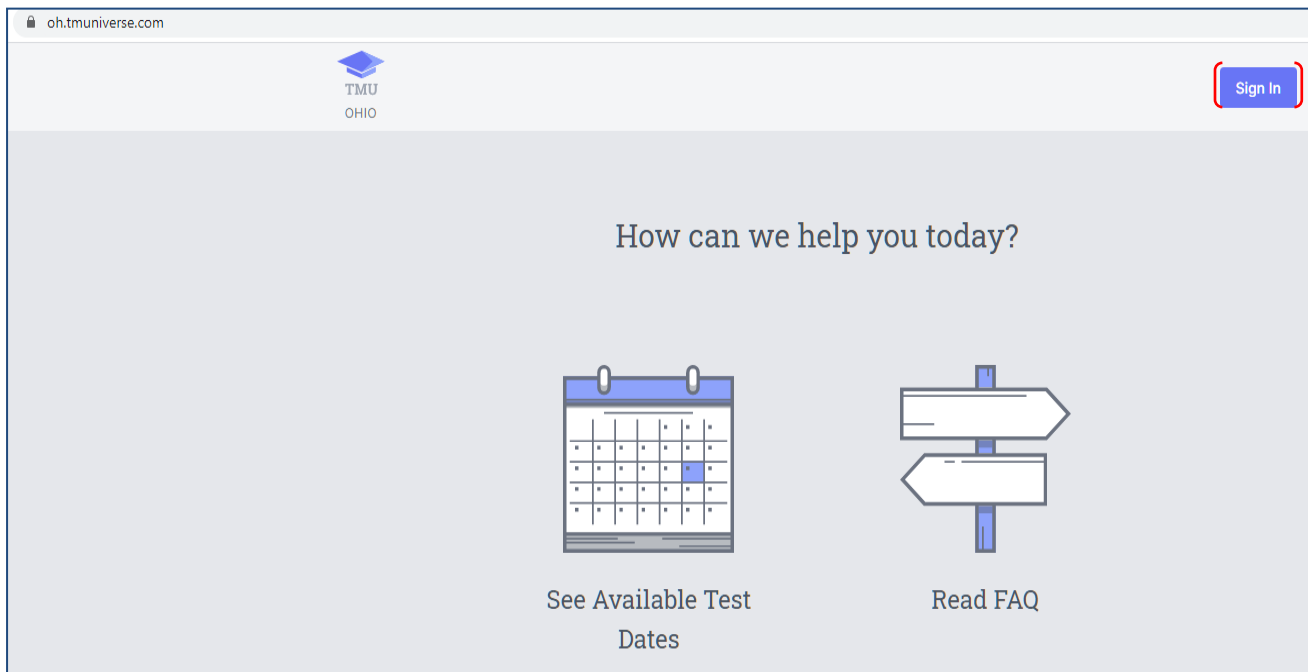 oh.tmuniverse.com
TMU
OHIO
Sign In
How can we help you today?
See Available Test
Dates
Read FAQ